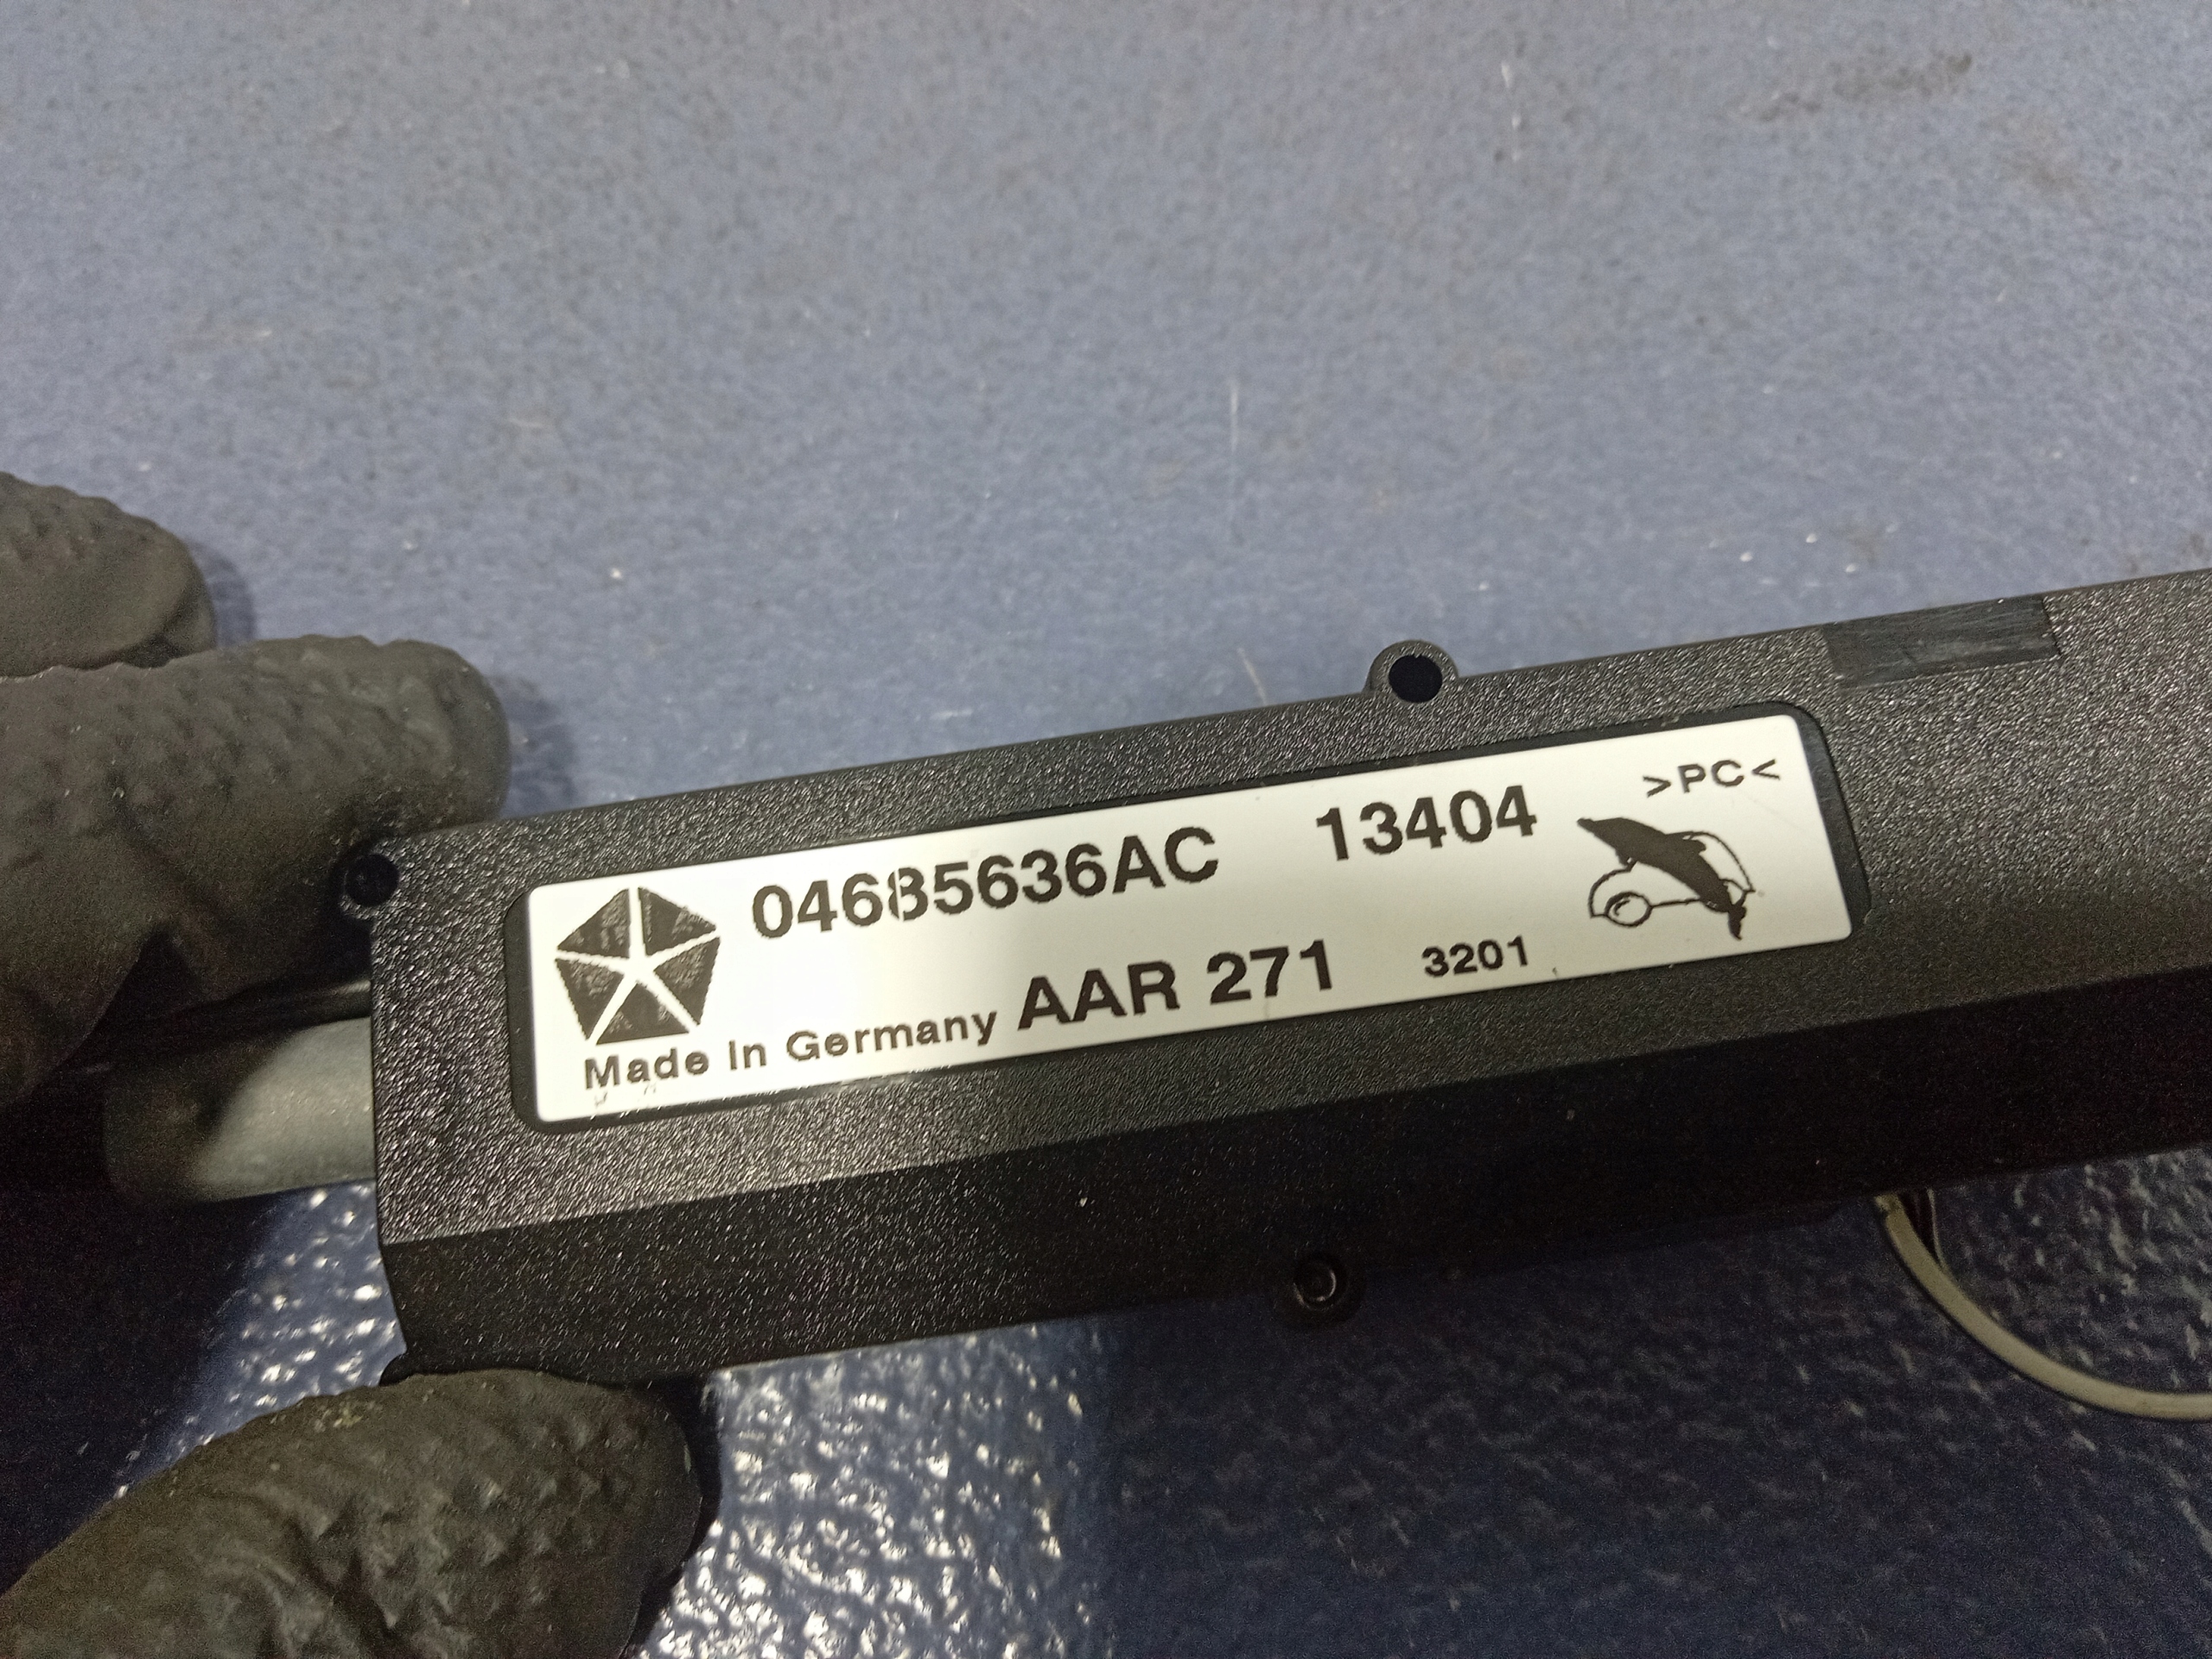 04685636AC 13404 >PC<
Made In Germany AAR 271 3201